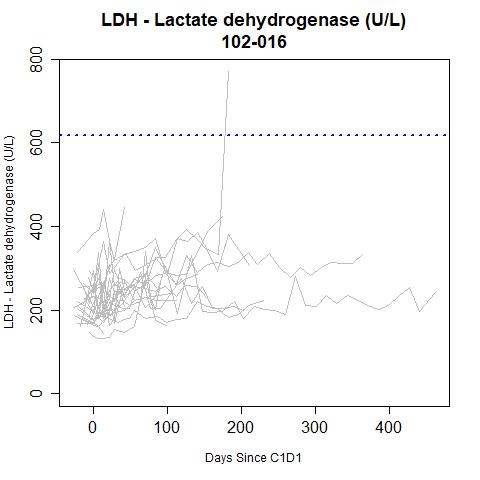 LDH - Lactate dehydrogenase (U/L)
102-016
LDH - Lactate dehydrogenase (U/L)
800
600
400
200
0
0 100 200 300 400
Days Since C1D1